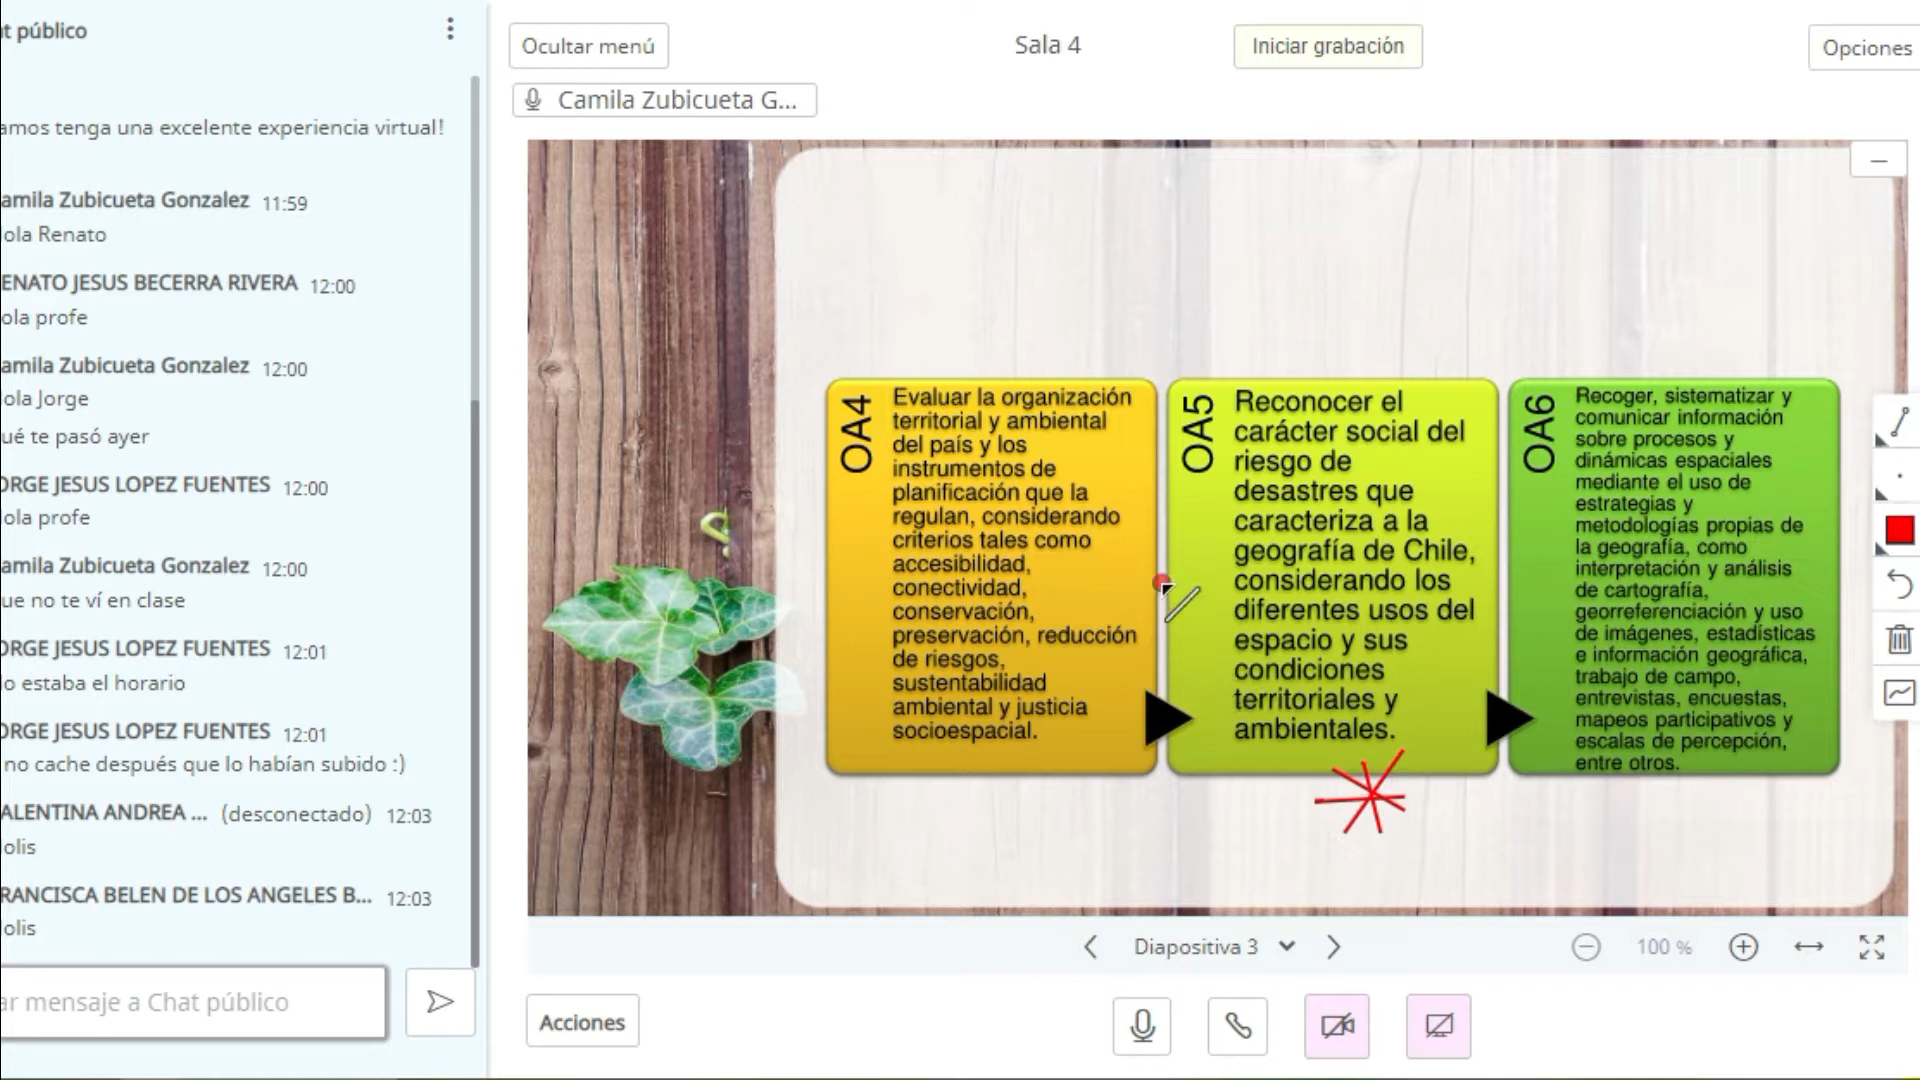 t público
amos tenga una excelente experiencia virtual!
amila Zubicueta Gonzalez 11:59
ola Renato
ENATO JESUS BECERRA RIVERA 12:00
ola profe
amila Zubicueta Gonzalez 12:00
ola Jorge
ué te pasó ayer
ORGE JESUS LOPEZ FUENTES 12:00
ola profe
amila Zubicueta Gonzalez 12:00
ue no te ví en clase
ORGE JESUS LOPEZ FUENTES 12:01
o estaba el horario
ORGE JESUS LOPEZ FUENTES 12:01
no cache después que lo habían subido :)
ALENTINA ANDREA ... (desconectado) 12:03
olis
RANCISCA BELEN DE LOS ANGELES B... 12:03
olis
ar mensaje a Chat público
Ocultar menú
Sala 4
Iniciar grabación
Opciones
Camila Zubicueta G...
OA4
Evaluar la organización
territorial y ambiental
del país y los
instrumentos de
planificación que la
regulan, considerando
criterios tales como
accesibilidad,
conectividad,
conservación,
preservación, reducción
de riesgos,
sustentabilidad
ambiental y justicia
socioespacial.
OA5
Reconocer el
carácter social del
riesgo de
desastres que
caracteriza a la
geografía de Chile,
considerando los
diferentes usos del
espacio y sus
condiciones
territoriales y
ambientales.
OA6
Recoger, sistematizar y
comunicar información
sobre procesos y
dinámicas espaciales
mediante el uso de
estrategias y
metodologías propias de
la geografía, como
interpretación y análisis
de cartografía,
georreferenciación y uso
de imágenes, estadísticas
e información geográfica,
trabajo de campo,
entrevistas, encuestas,
mapeos participativos y
escalas de percepción,
entre otros.
Diapositiva 3
100 %
Acciones